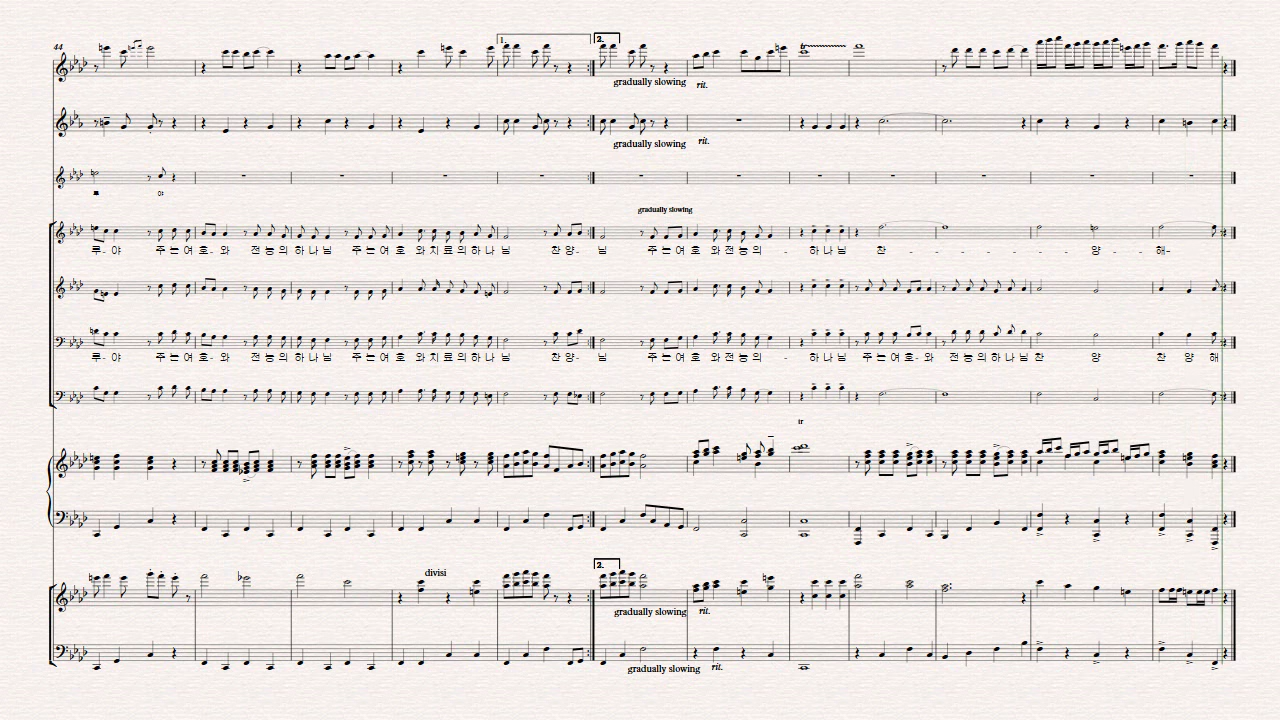 44
1.
2.
gradually slowing rit.
gradually slowing rit.
야
gradually slowing
루-야 주는여호-와 전능의하나님 주는여호 와치료의하나님 찬양- 님 주는여호 와전능의 - 하나님 찬 - - - - - - 양 - 해-
루-야 주는여호-와 전능의하나님 주는여호 와치료의하나님 찬양- 님 주는여호 와전능의 - 하나님 주는여호-와 전능의하나님찬 양 찬 양 해
tr
2.
divisi
gradually slowing rit.
gradually slowing rit.